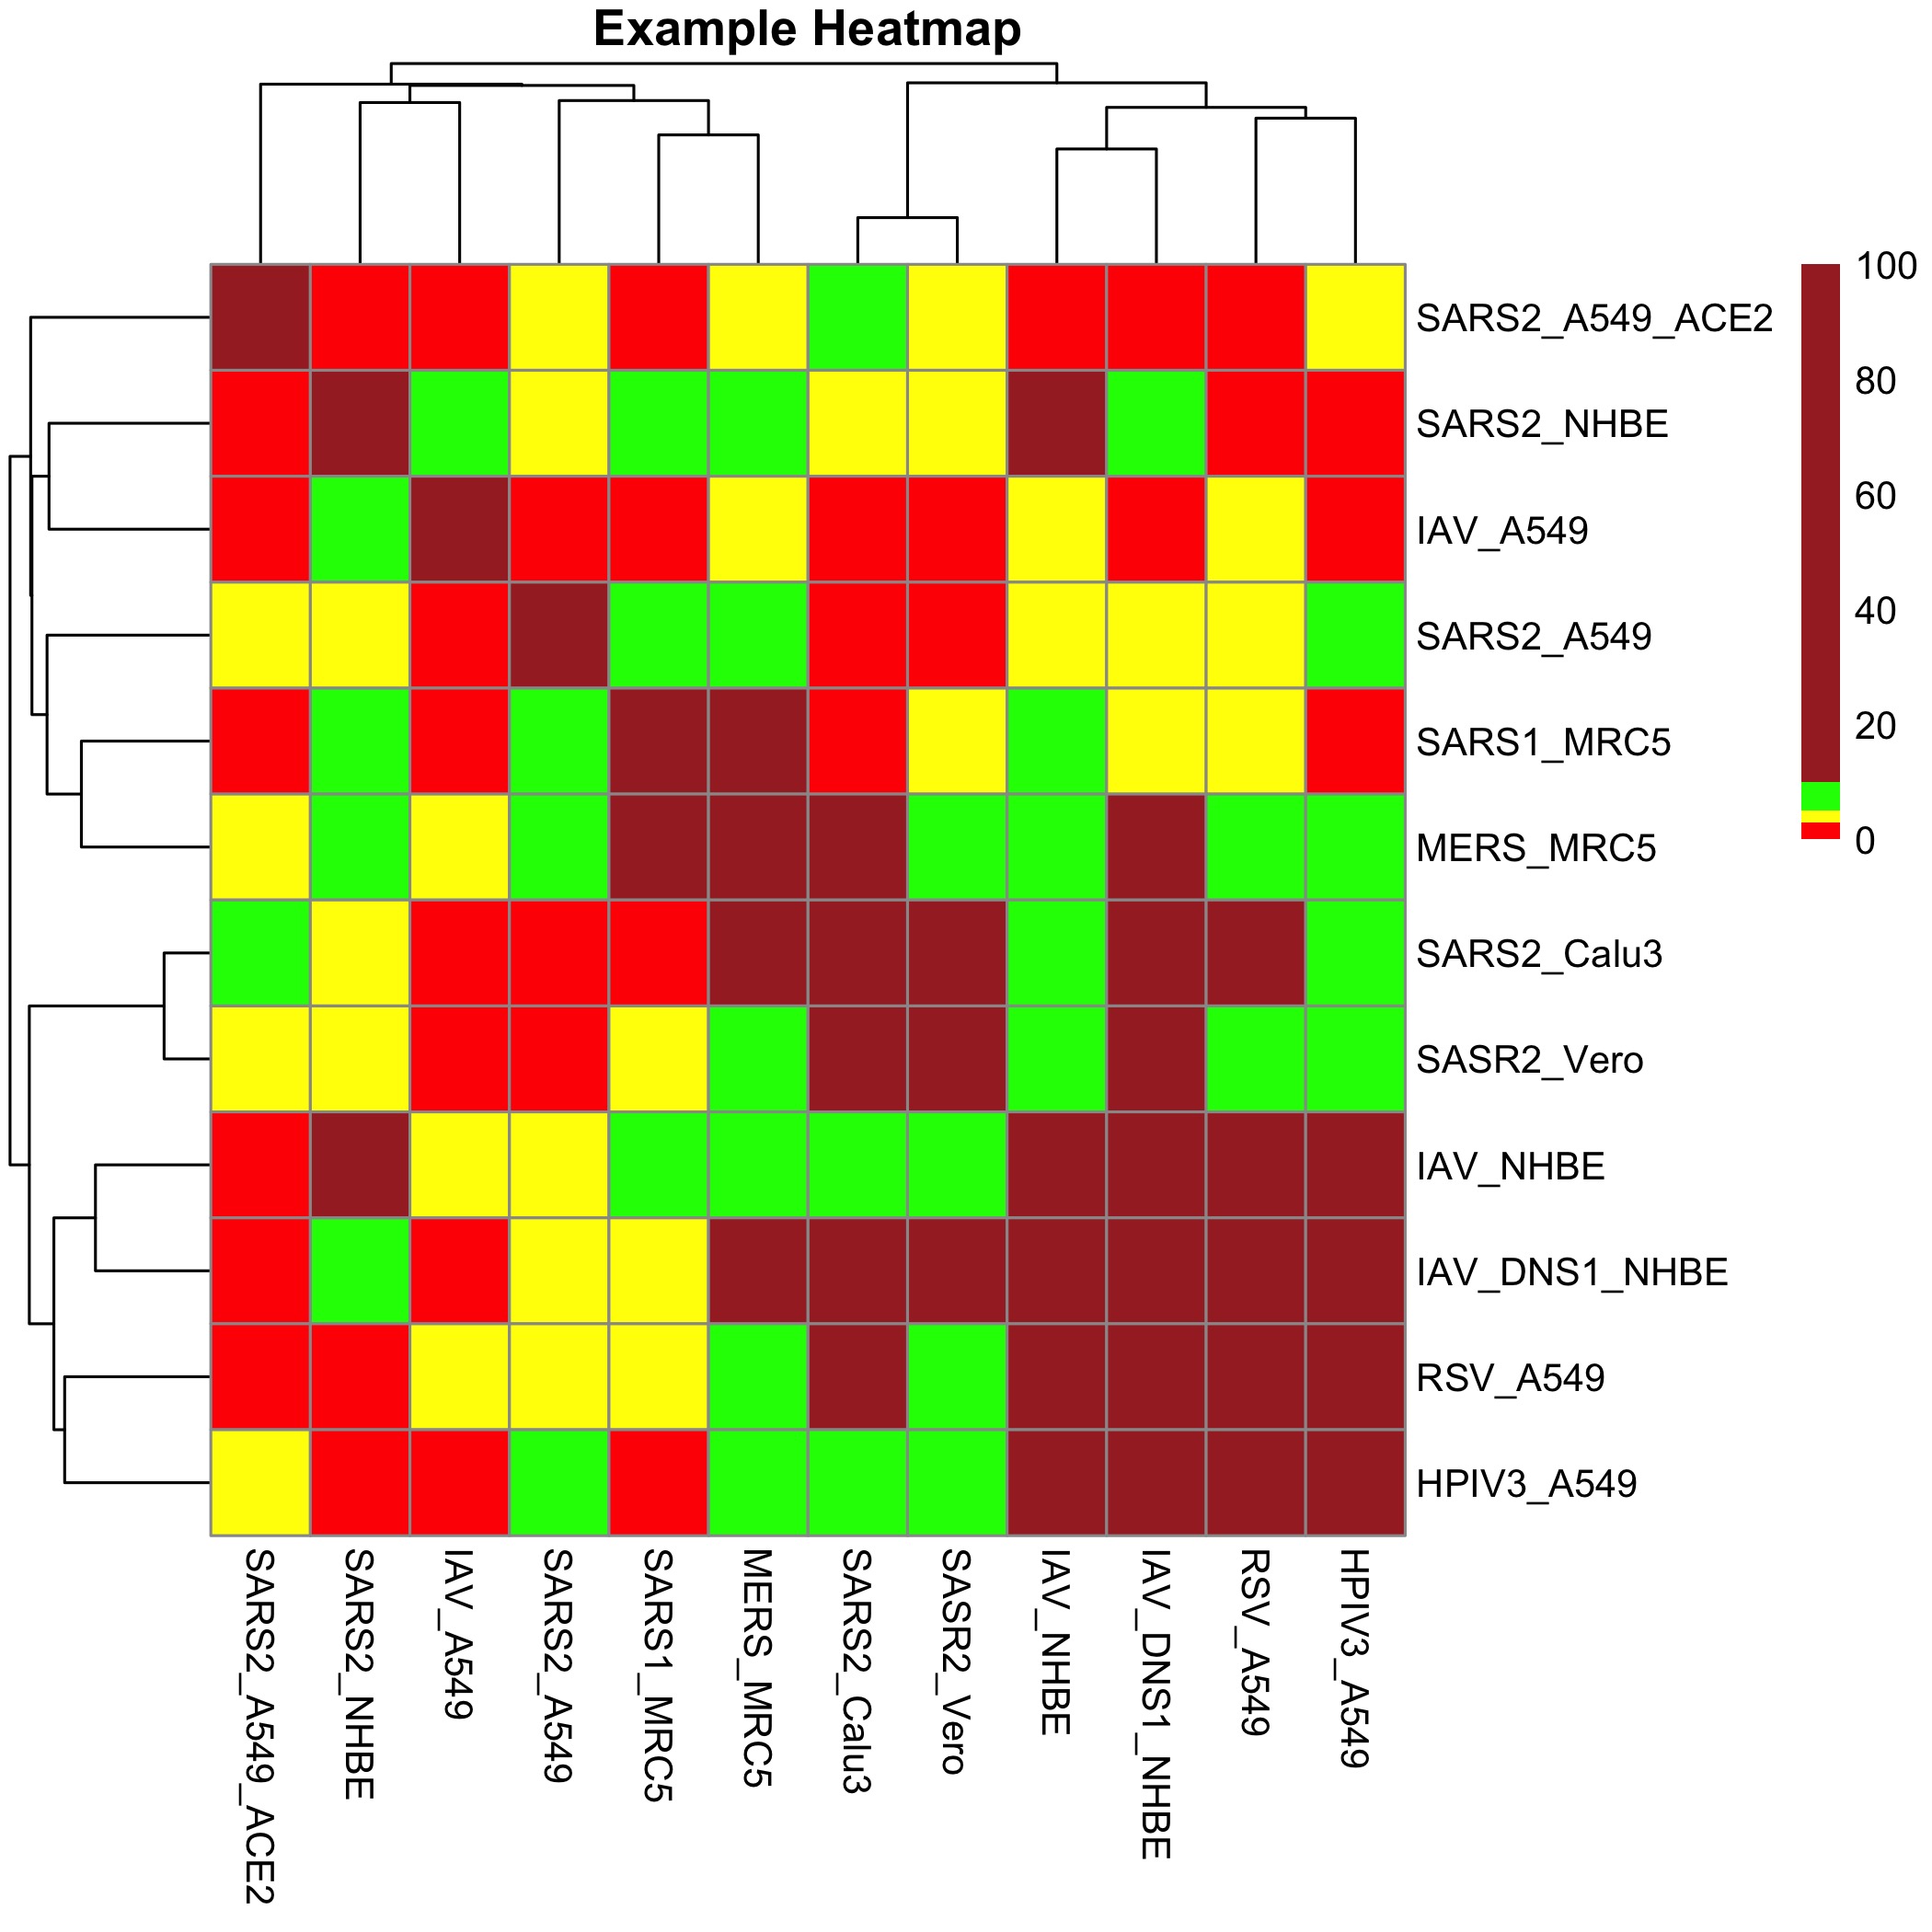 Example Heatmap
100
80
60
40
20
0
SARS2_A549_ACE2
SARS2_NHBE
IAV_A549
SARS2_A549
SARS1_MRC5
MERS_MRC5
SARS2_Calu3
SASR2_Vero
IAV_NHBE
IAV_DNS1_NHBE
RSV_A549
HPIV3_A549
SARS2_A549_ACE2
SARS2_NHBE
IAV_A549
SARS2_A549
SARS1_MRC5
MERS_MRC5
SARS2_Calu3
SASR2_Vero
IAV_NHBE
IAV_DNS1_NHBE
RSV_A549
HPIV3_A549